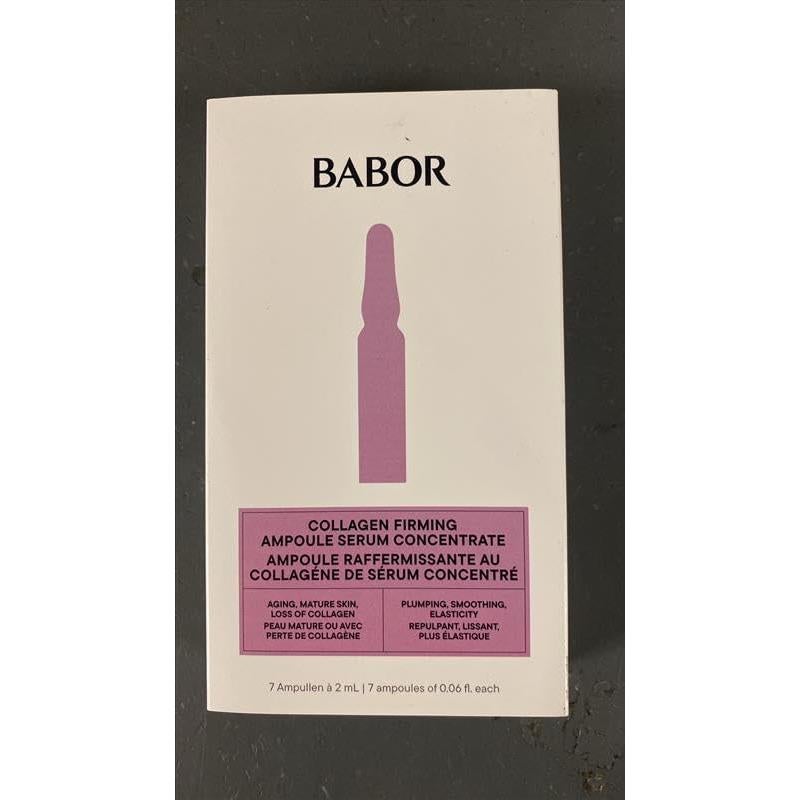 BABOR
COLLAGEN FIRMING
AMPOULE SERUM CONCENTRATE
AMPOULE RAFFERMISSANTE AU
COLLAGÉNE DE SÉRUM CONCENTRÉ
AGING, MATURE SKIN,
LOSS OF COLLAGEN
PEAU MATURE OU AVEC
PERTE DE COLLAGÈNE
PLUMPING, SMOOTHING,
ELASTICITY
REPULPANT, LISSANT,
PLUS ÉLASTIQUE
7 Ampullen à 2 mL | 7 ampoules of 0.06 fl. each